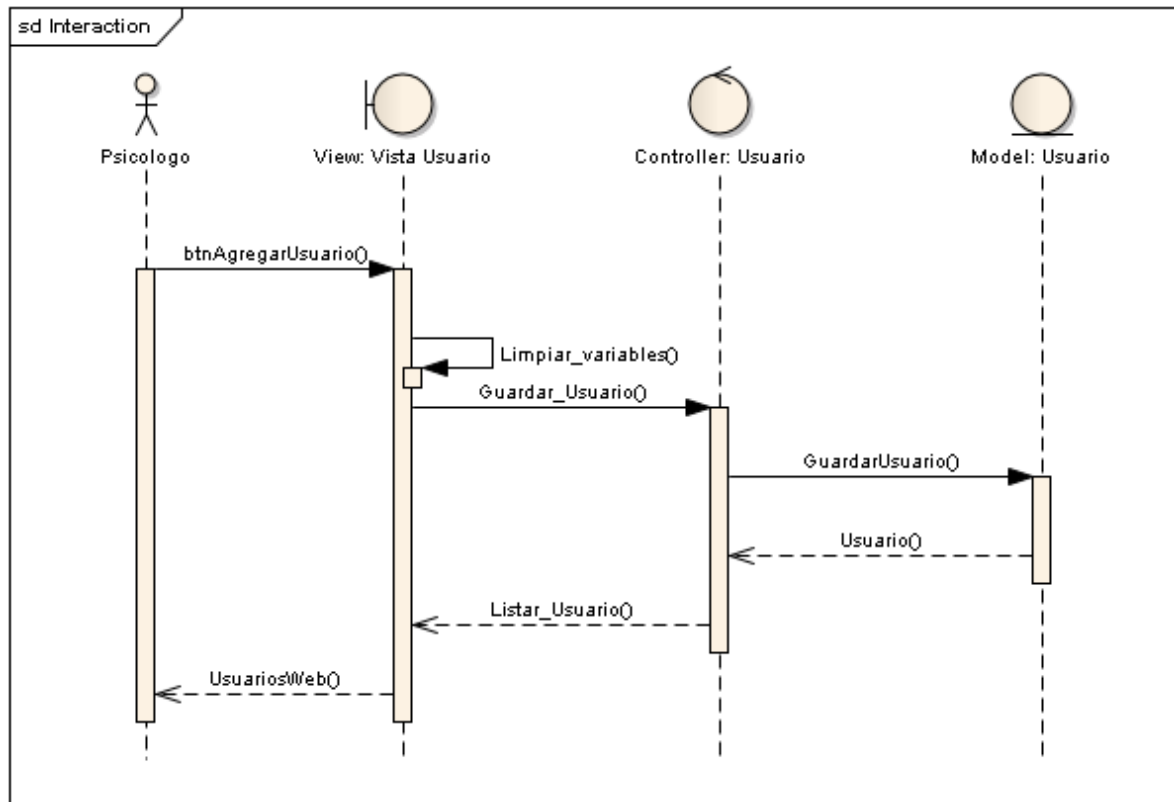 sd Interaction
Psicologo
View: Vista Usuario
Controller: Usuario
Model: Usuario
btnAgregarUsuario()
Limpiar_variables()
Guardar_Usuario()
GuardarUsuario()
Usuario()
Listar_Usuario()
UsuariosWeb()